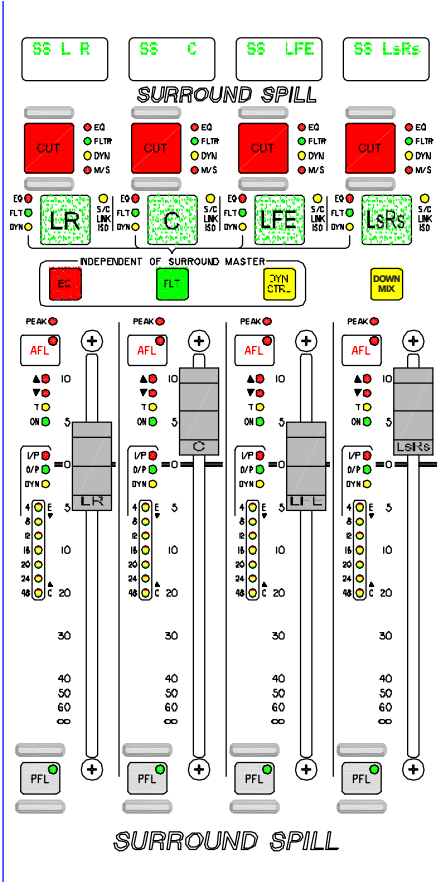 SS L R SS C SS LFE SS LsRs
SURROUND SPILL
CUT CUT CUT CUT
EQ EQ EQ EQ
FLTR FLTR FLTR FLTR
DYN DYN DYN DYN
M/S M/S M/S M/S
EQ LR S/C EQ C S/C EQ LFE S/C EQ LsRs S/C
FLT LINK FLT LINK FLT LINK FLT LINK
DYN ISO DYN ISO DYN ISO DYN ISO
INDEPENDENT OF SURROUND MASTER
EQ FLT DYN CTRL DOWN MIX
PEAK PEAK PEAK PEAK
AFL AFL AFL AFL
▲ 10 ▲ 10 ▲ 10 ▲ 10
▼ ▼ ▼ ▼
T T T T
ON 5 ON 5 ON 5 ON 5
C LsRs
I/P I/P I/P I/P
O/P 0 O/P 0 O/P 0 O/P 0
DYN DYN DYN DYN
LR LFE
4 E 5 4 E 5 4 E 5 4 E 5
8 ▼ 8 ▼ 8 ▼ 8 ▼
12 12 12 12
16 10 16 10 16 10 16 10
20 20 20 20
24 ▲ 24 ▲ 24 ▲ 24 ▲
48 C 20 48 C 20 48 C 20 48 C 20
30 30 30 30
40 40 40 40
50 50 50 50
60 60 60 60
∞ ∞ ∞ ∞
PFL PFL PFL PFL
SURROUND SPILL